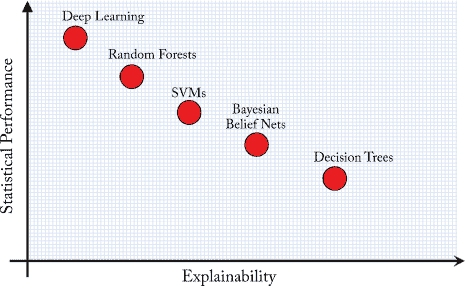 Deep Learning
Random Forests
SVMs
Bayesian
Belief Nets
Decision Trees
Statistical Performance
Explainability